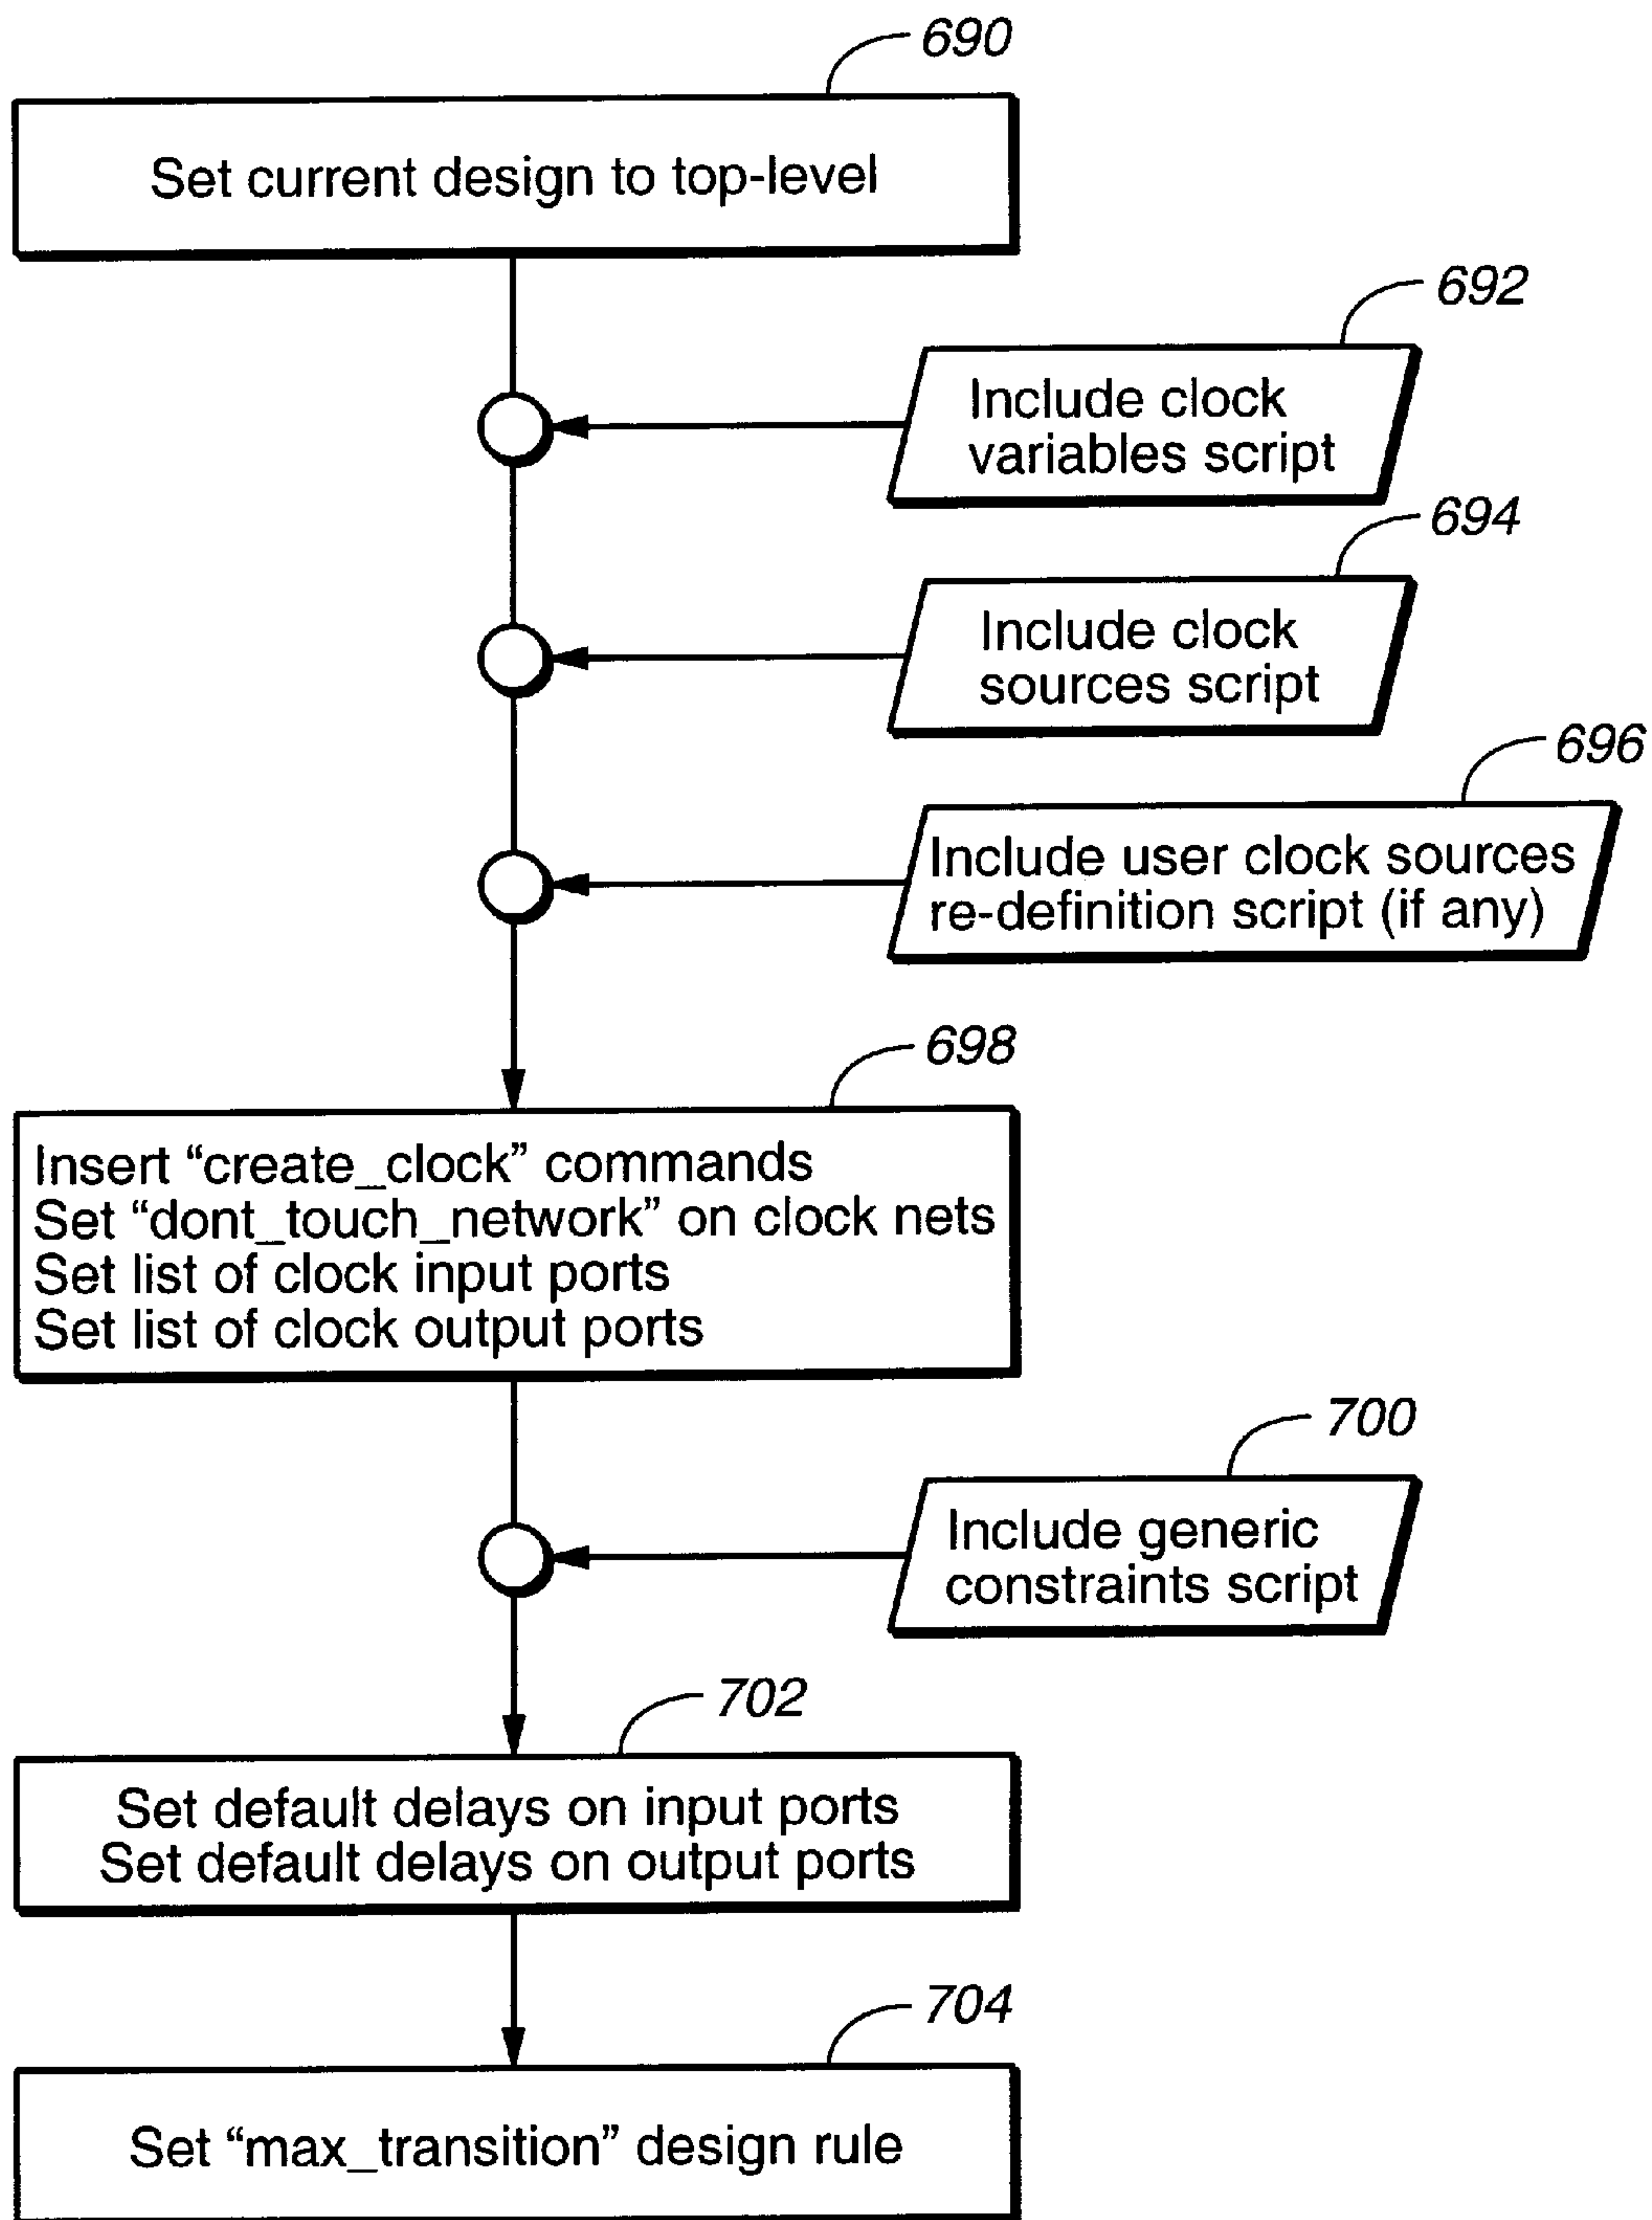 690
Set current design to top-level
692
Include clock
variables script
694
Include clock
sources script
696
Include user clock sources
re-definition script (if any)
698
Insert “create_clock” commands
Set “dont_touch_network” on clock nets
Set list of clock input ports
Set list of clock output ports
700
Include generic
constraints script
702
Set default delays on input ports
Set default delays on output ports
704
Set “max_transition” design rule